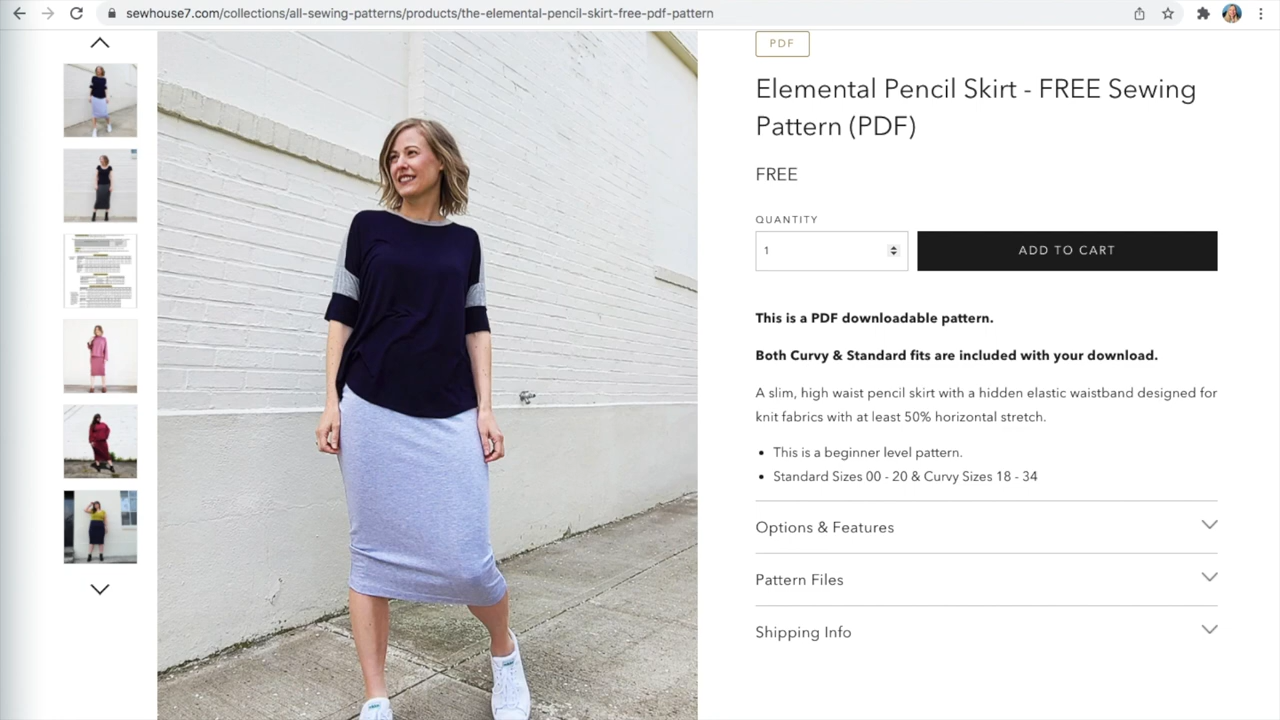 sewhouse7.com/collections/all-sewing-patterns/products/the-elemental-pencil-skirt-free-pdf-pattern
PDF
Elemental Pencil Skirt - FREE Sewing
Pattern (PDF)
FREE
QUANTITY
1
ADD TO CART
This is a PDF downloadable pattern.
Both Curvy & Standard fits are included with your download.
A slim, high waist pencil skirt with a hidden elastic waistband designed for
knit fabrics with at least 50% horizontal stretch.
• This is a beginner level pattern.
• Standard Sizes 00 - 20 & Curvy Sizes 18 - 34
Options & Features
Pattern Files
Shipping Info